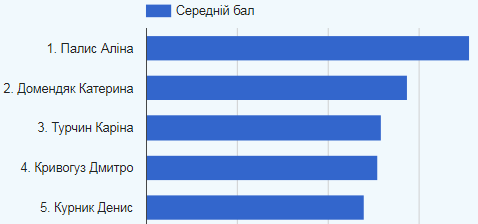 Середній бал
1. Палис Аліна
2. Домендяк Катерина
3. Турчин Каріна
4. Кривогуз Дмитро
5. Курник Денис